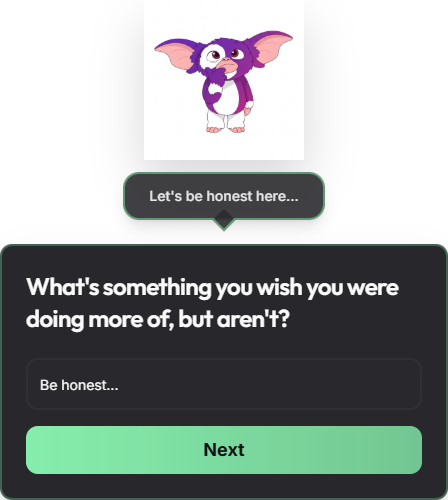 Let's be honest here...
What's something you wish you were
doing more of, but aren't?
Be honest...
Next